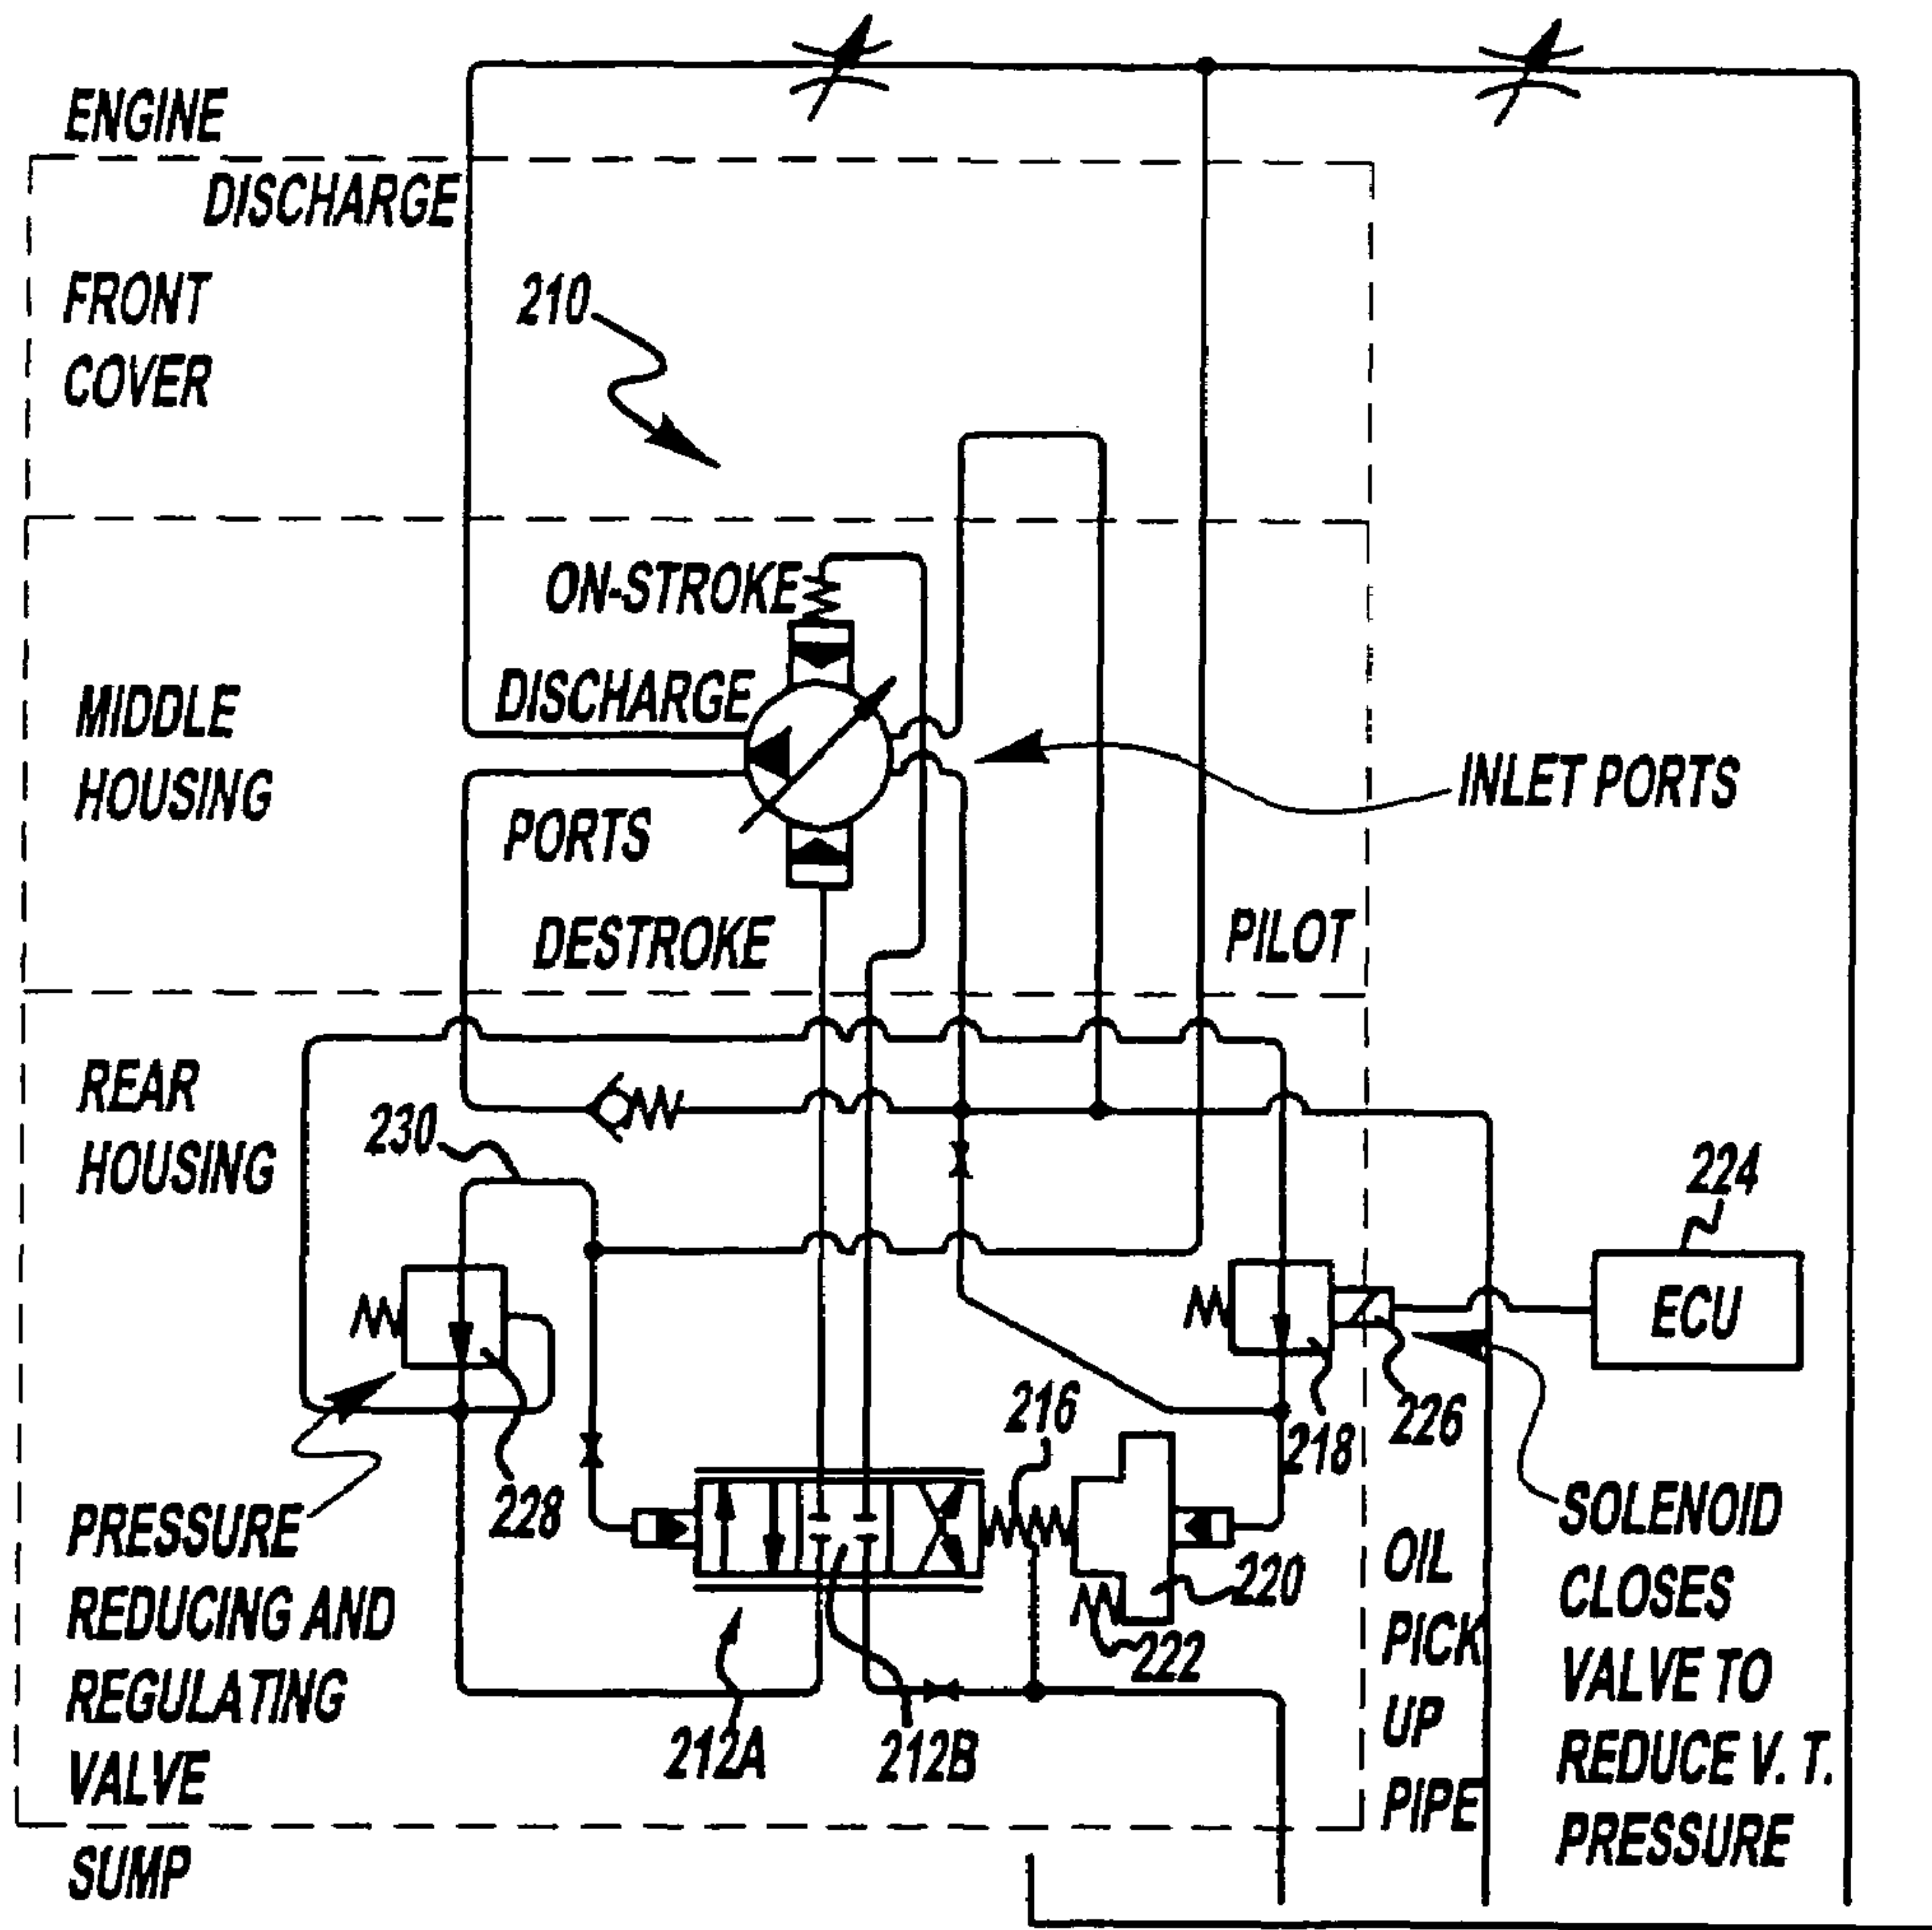 ENGINE
DISCHARGE
FRONT
COVER
210
ON-STROKE
DISCHARGE
MIDDLE
HOUSING
PORTS
INLET PORTS
DESTROKE
PILOT
REAR
HOUSING
230
224
ECU
216
218
226
228
PRESSURE
REDUCING AND
REGULATING
VALVE
220
222
212A
212B
OIL
PICK
UP
PIPE
SOLENOID
CLOSES
VALVE TO
REDUCE V. T.
PRESSURE
SUMP